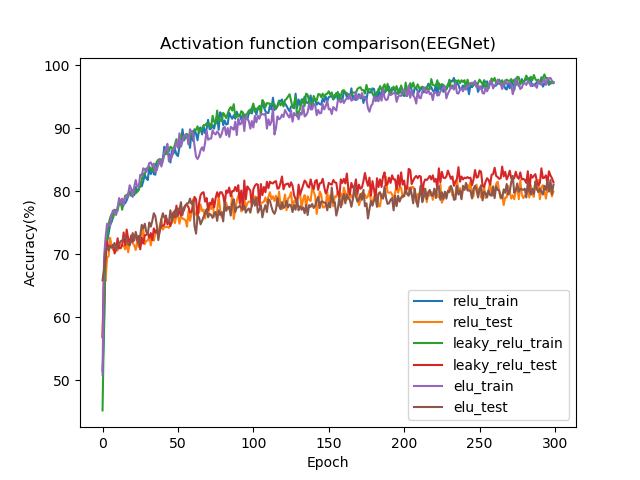 Activation function comparison(EEGNet)
Accuracy(%)
100
90
80
70
60
50
relu_train
relu_test
leaky_relu_train
leaky_relu_test
elu_train
elu_test
0 50 100 150 200 250 300
Epoch